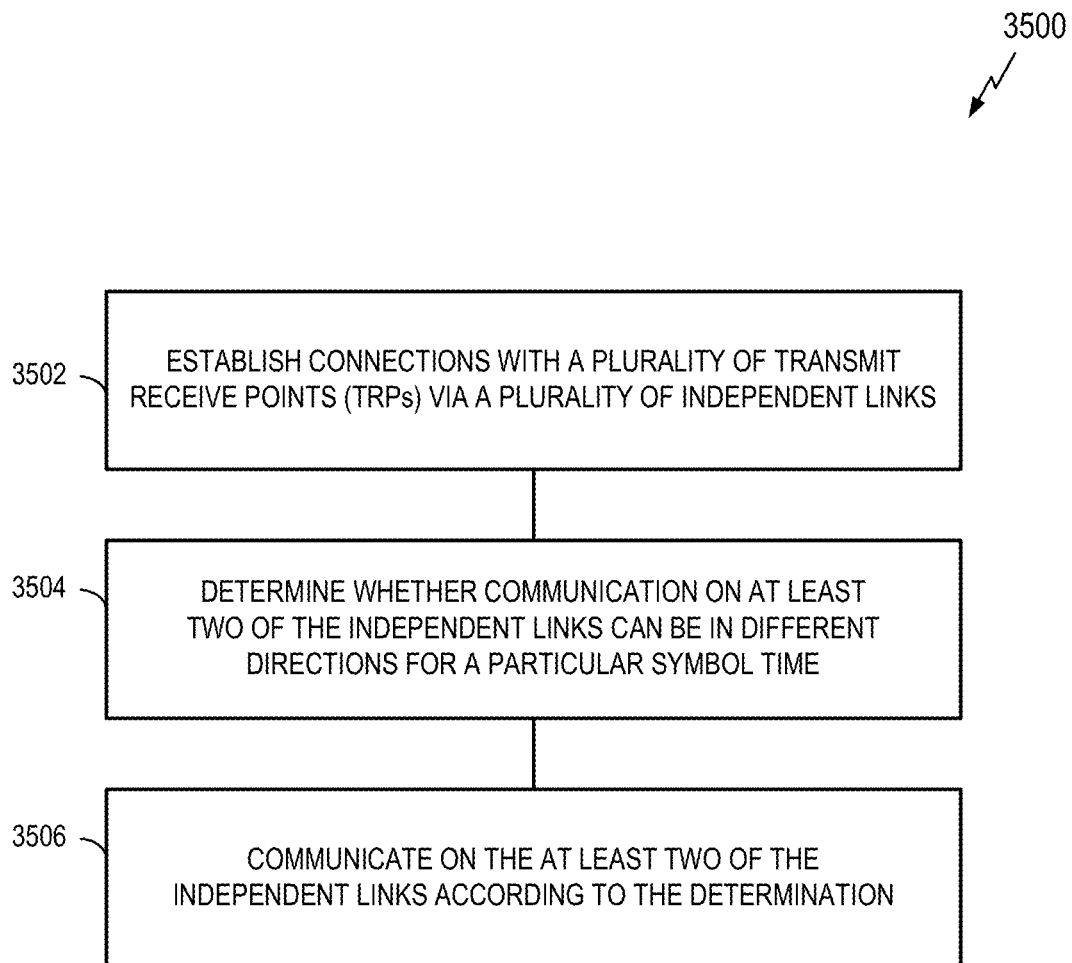 3500
3502
ESTABLISH CONNECTIONS WITH A PLURALITY OF TRANSMIT
RECEIVE POINTS (TRPs) VIA A PLURALITY OF INDEPENDENT LINKS
3504
DETERMINE WHETHER COMMUNICATION ON AT LEAST
TWO OF THE INDEPENDENT LINKS CAN BE IN DIFFERENT
DIRECTIONS FOR A PARTICULAR SYMBOL TIME
3506
COMMUNICATE ON THE AT LEAST TWO OF THE
INDEPENDENT LINKS ACCORDING TO THE DETERMINATION